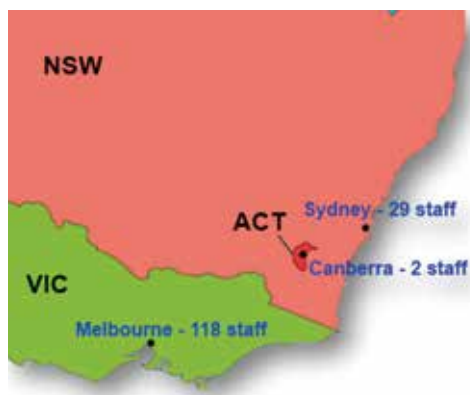 NSW
Sydney - 29 staff
ACT
Canberra - 2 staff
VIC
Melbourne - 118 staff